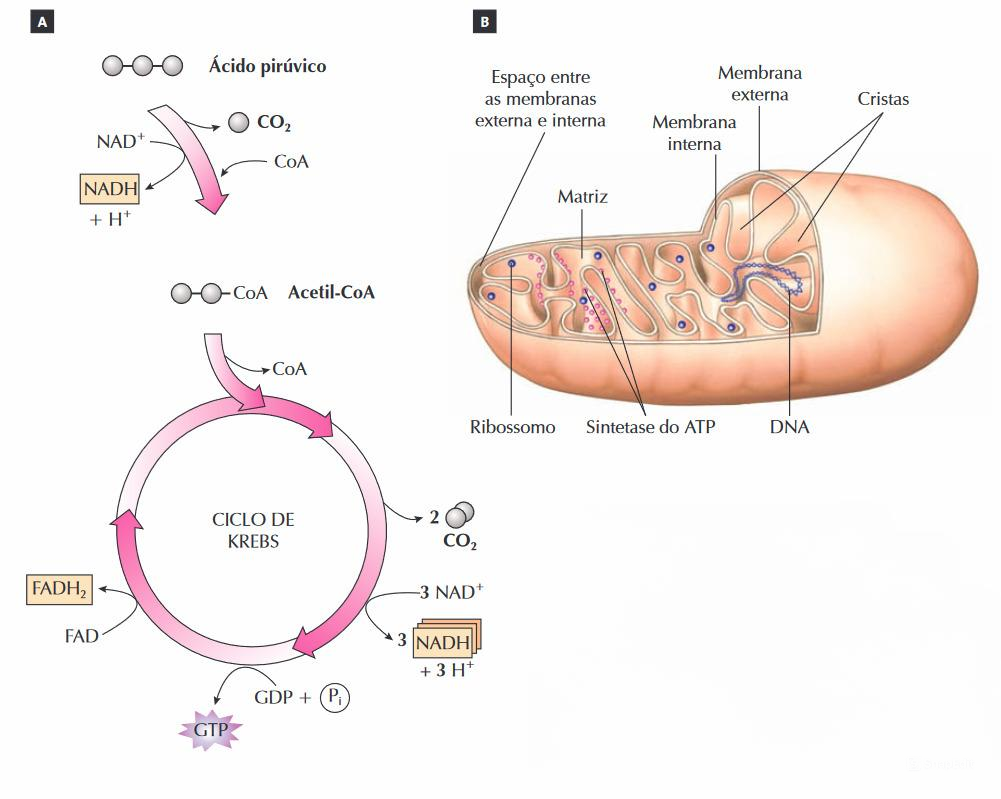 A
Ácido pirúvico
CO2
NAD+
CoA
NADH
+ H+
CoA
Acetil-CoA
CoA
CICLO DE
KREBS
2
CO2
3 NAD+
3 NADH
+ 3 H+
FADH2
FAD
GDP + Pi
GTP
B
Espaço entre
as membranas
externa e interna
Membrana
externa
Cristas
Membrana
interna
Matriz
Ribossomo
Sintetase do ATP
DNA